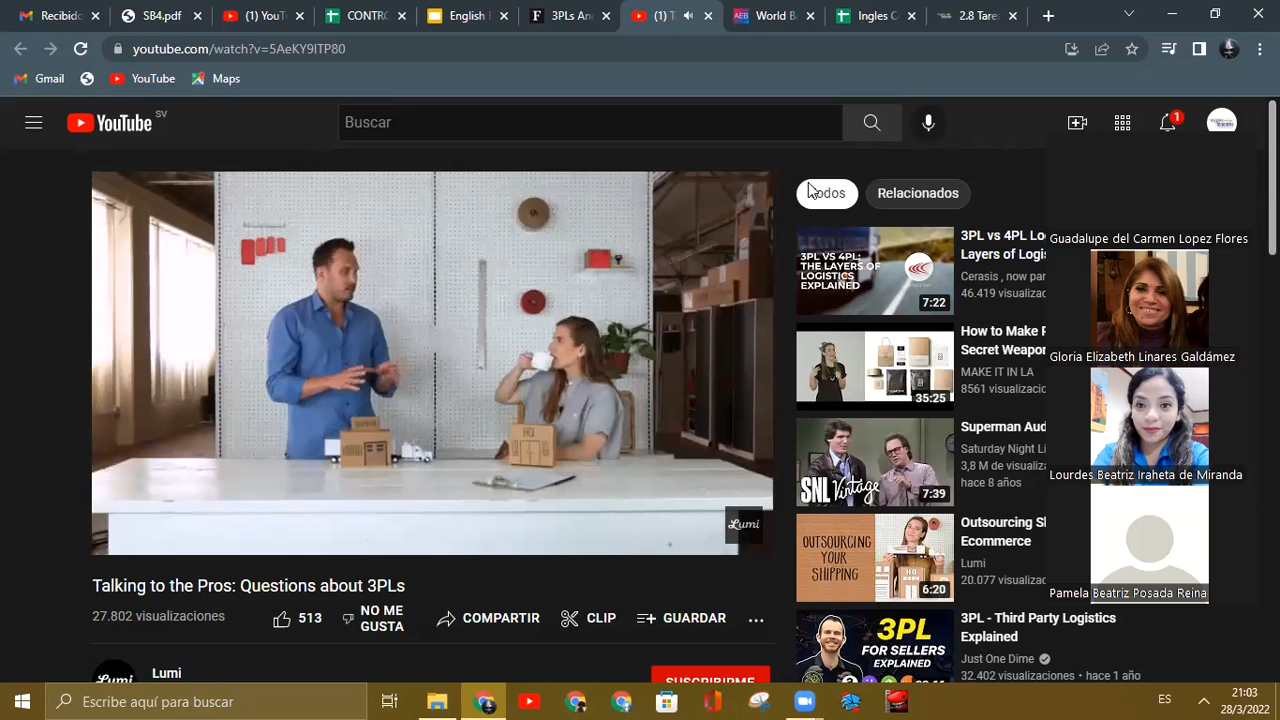 Recibido
SB4.pdf
(1) YouT
CONTRO
English F
3PLs An
(1) T
World B
Ingles C
2.8 Tarea
youtube.com/watch?v=5AeKY9lTP80
Gmail
YouTube
Maps
YouTube SV
Buscar
1
Todos
Relacionados
HQ
Lumi
3PL VS 4PL:
THE LAYERS OF
LOGISTICS
EXPLAINED
7:22
3PL vs 4PL Lo
Layers of Logis
Cerasis , now par
46.419 visualizac
35:25
How to Make P
Secret Weapor
MAKE IT IN LA
8561 visualizacio
SNL Vintage
7:39
Superman Aud
Saturday Night Li
3,8 M de visualiza
hace 8 años
OUTSOURCING
YOUR
SHIPPING
HQ
6:20
Outsourcing Sh
Ecommerce
Lumi
20.077 visualizac
3PL
FOR SELLERS
EXPLAINED
3PL - Third Party Logistics
Explained
Just One Dime
32.402 visualizaciones • hace 1 año
Guadalupe del Carmen Lopez Flores
Gloria Elizabeth Linares Galdámez
Lourdes Beatriz Iraheta de Miranda
Pamela Beatriz Posada Reina
Talking to the Pros: Questions about 3PLs
27.802 visualizaciones
513
NO ME
GUSTA
COMPARTIR
CLIP
GUARDAR
Lumi
SUSCRIBIRME
Escribe aquí para buscar
ES
21:03
28/3/2022